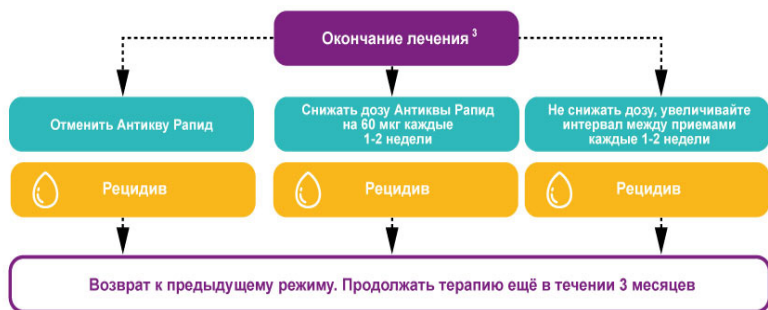 Окончание лечения 3
Отменить Антикву Рапид
Снижать дозу Антиквы Рапид
на 60 мкг каждые
1-2 недели
Не снижать дозу, увеличивайте
интервал между приемами
каждые 1-2 недели
Рецидив
Рецидив
Рецидив
Возврат к предыдущему режиму. Продолжать терапию ещё в течении 3 месяцев